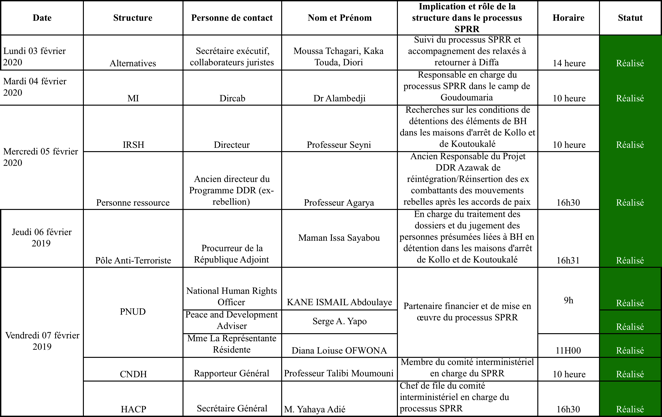 Date Structure Personne de contact Nom et Prénom Implication et rôle de la structure dans le processus SPRR Horaire Statut
Lundi 03 février 2020 Alternatives Secrétaire exécutif, collaborateurs juristes Moussa Tchagari, Kaka Touda, Diori Suivi du processus SPRR et accompagnement des relaxés à retourner à Diffa 14 heure Réalisé
Mardi 04 février 2020 MI Dircab Dr Alambedji Responsable en charge du processus SPRR dans le camp de Goudoumaria 10 heure Réalisé
Mercredi 05 février 2020 IRSH Directeur Professeur Seyni Recherches sur les conditions de détentions des éléments de BH dans les maisons d'arrêt de Kollo et de Koutoukalé 10 heure Réalisé
Personne ressource Ancien directeur du Programme DDR (ex-rebellion) Professeur Agarya Ancien Responsable du Projet DDR Azawak de réintégration/Réinsertion des ex combattants des mouvements rebelles après les accords de paix 16h30 Réalisé
Jeudi 06 février 2019 Pôle Anti-Terroriste Procurreur de la République Adjoint Maman Issa Sayabou En charge du traitement des dossiers et du jugement des personnes présumées liées à BH en détention dans les maisons d'arrêt de Kollo et de Koutoukalé 16h31 Réalisé
Vendredi 07 février 2019 PNUD National Human Rights Officer KANE ISMAIL Abdoulaye Partenaire financier et de mise en œuvre du processus SPRR 9h Réalisé
Peace and Development Adviser Serge A. Yapo Réalisé
Mme La Représentante Résidente Diana Loiuse OFWONA 11H00 Réalisé
CNDH Rapporteur Général Professeur Talibi Moumouni Membre du comité interministériel en charge du SPRR 10 heure Réalisé
HACP Secrétaire Général M. Yahaya Adié Chef de file du comité interministériel en charge du processus SPRR 16h30 Réalisé